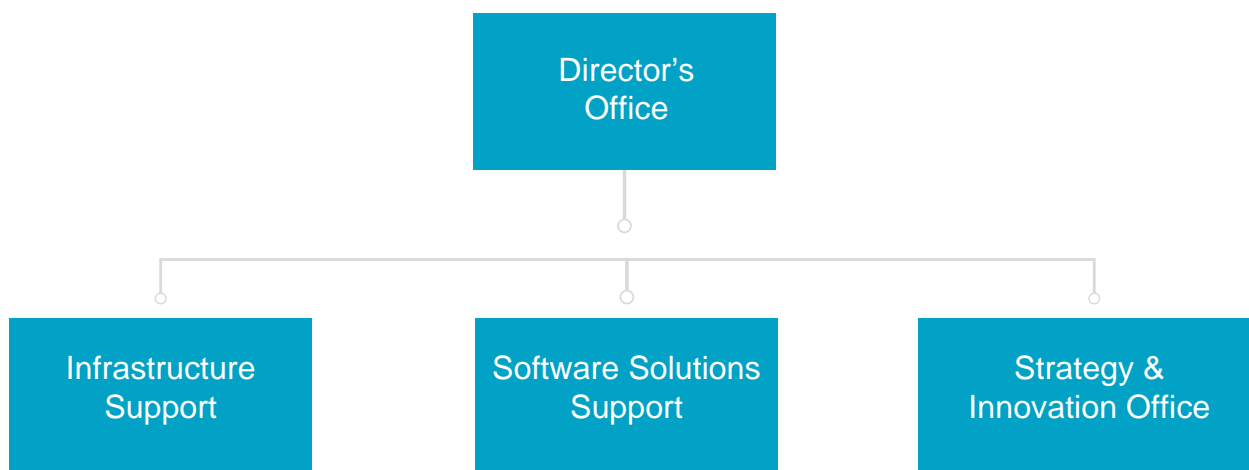 Director’s
Office
Infrastructure
Support
Software Solutions
Support
Strategy &
Innovation Office